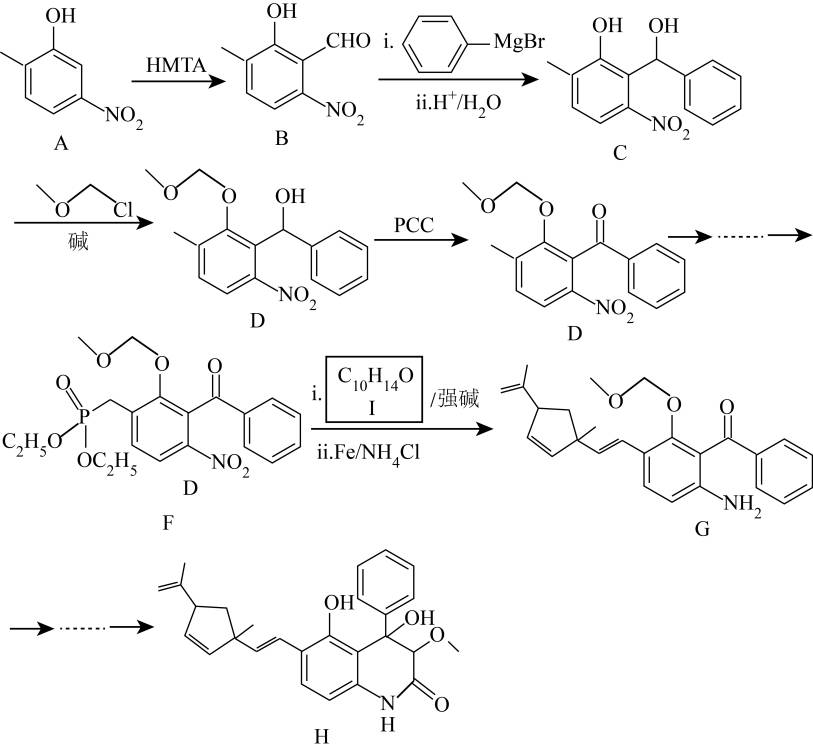 OH
NO2
A
HMTA
OH
CHO
NO2
B
i.
MgBr
ii.H+/H2O
OH
OH
NO2
C
O
Cl
碱
O
O
OH
NO2
D
PCC
O
O
O
NO2
D
O
P
C2H5O
OC2H5
O
O
O
NO2
D
F
i.
C10H14O
I
/强碱
ii.Fe/NH4Cl
O
O
O
NH2
G
OH
OH
O
N
H
O
H